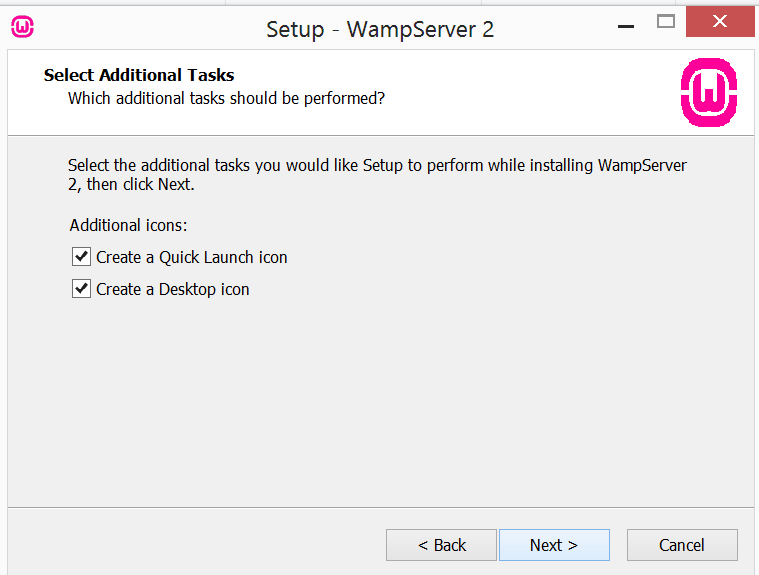 Setup - WampServer 2
Select Additional Tasks
Which additional tasks should be performed?
Select the additional tasks you would like Setup to perform while installing WampServer
2, then click Next.
Additional icons:
Create a Quick Launch icon
Create a Desktop icon
< Back
Next >
Cancel